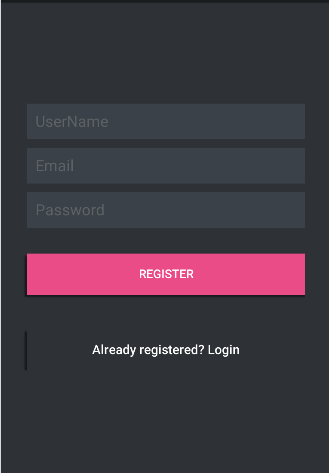 UserName
Email
Password
REGISTER
Already registered? Login